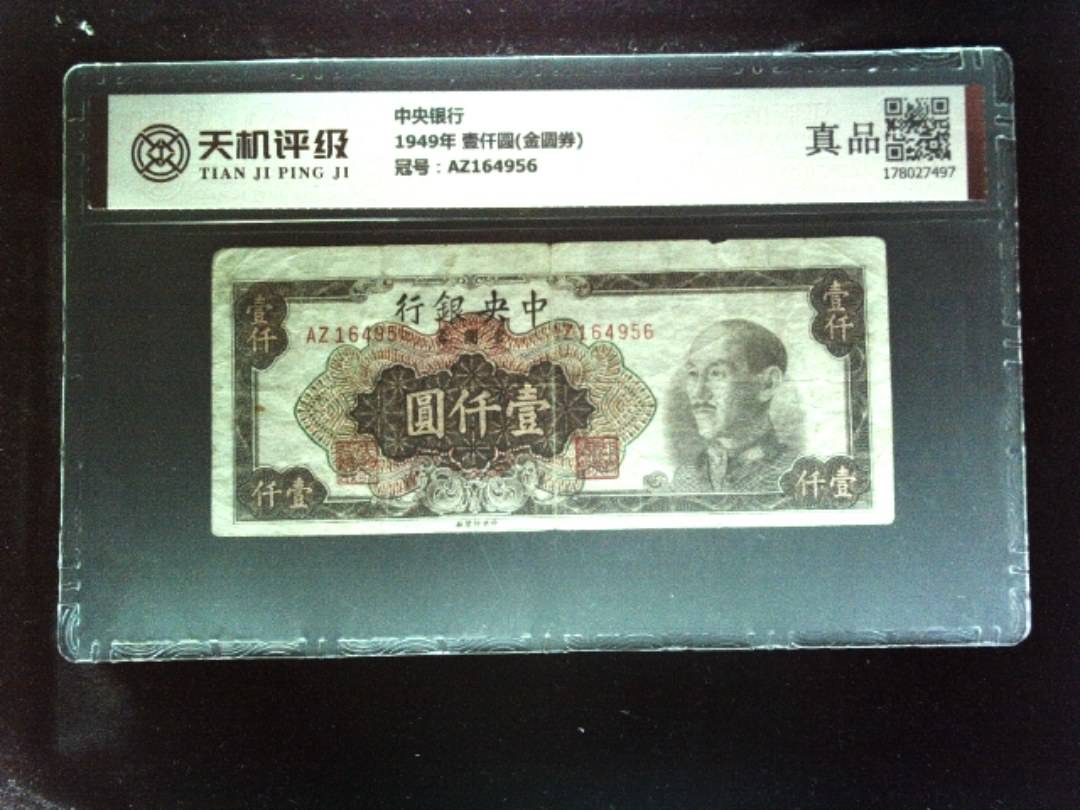 天机评级
TIAN JI PING JI
中央银行
1949年 壹仟圆(金圆券)
冠号：AZ164956
真品
178027497
行銀央中
壹仟
壹仟
AZ164956
Z164956
圓仟壹
仟壹
仟壹